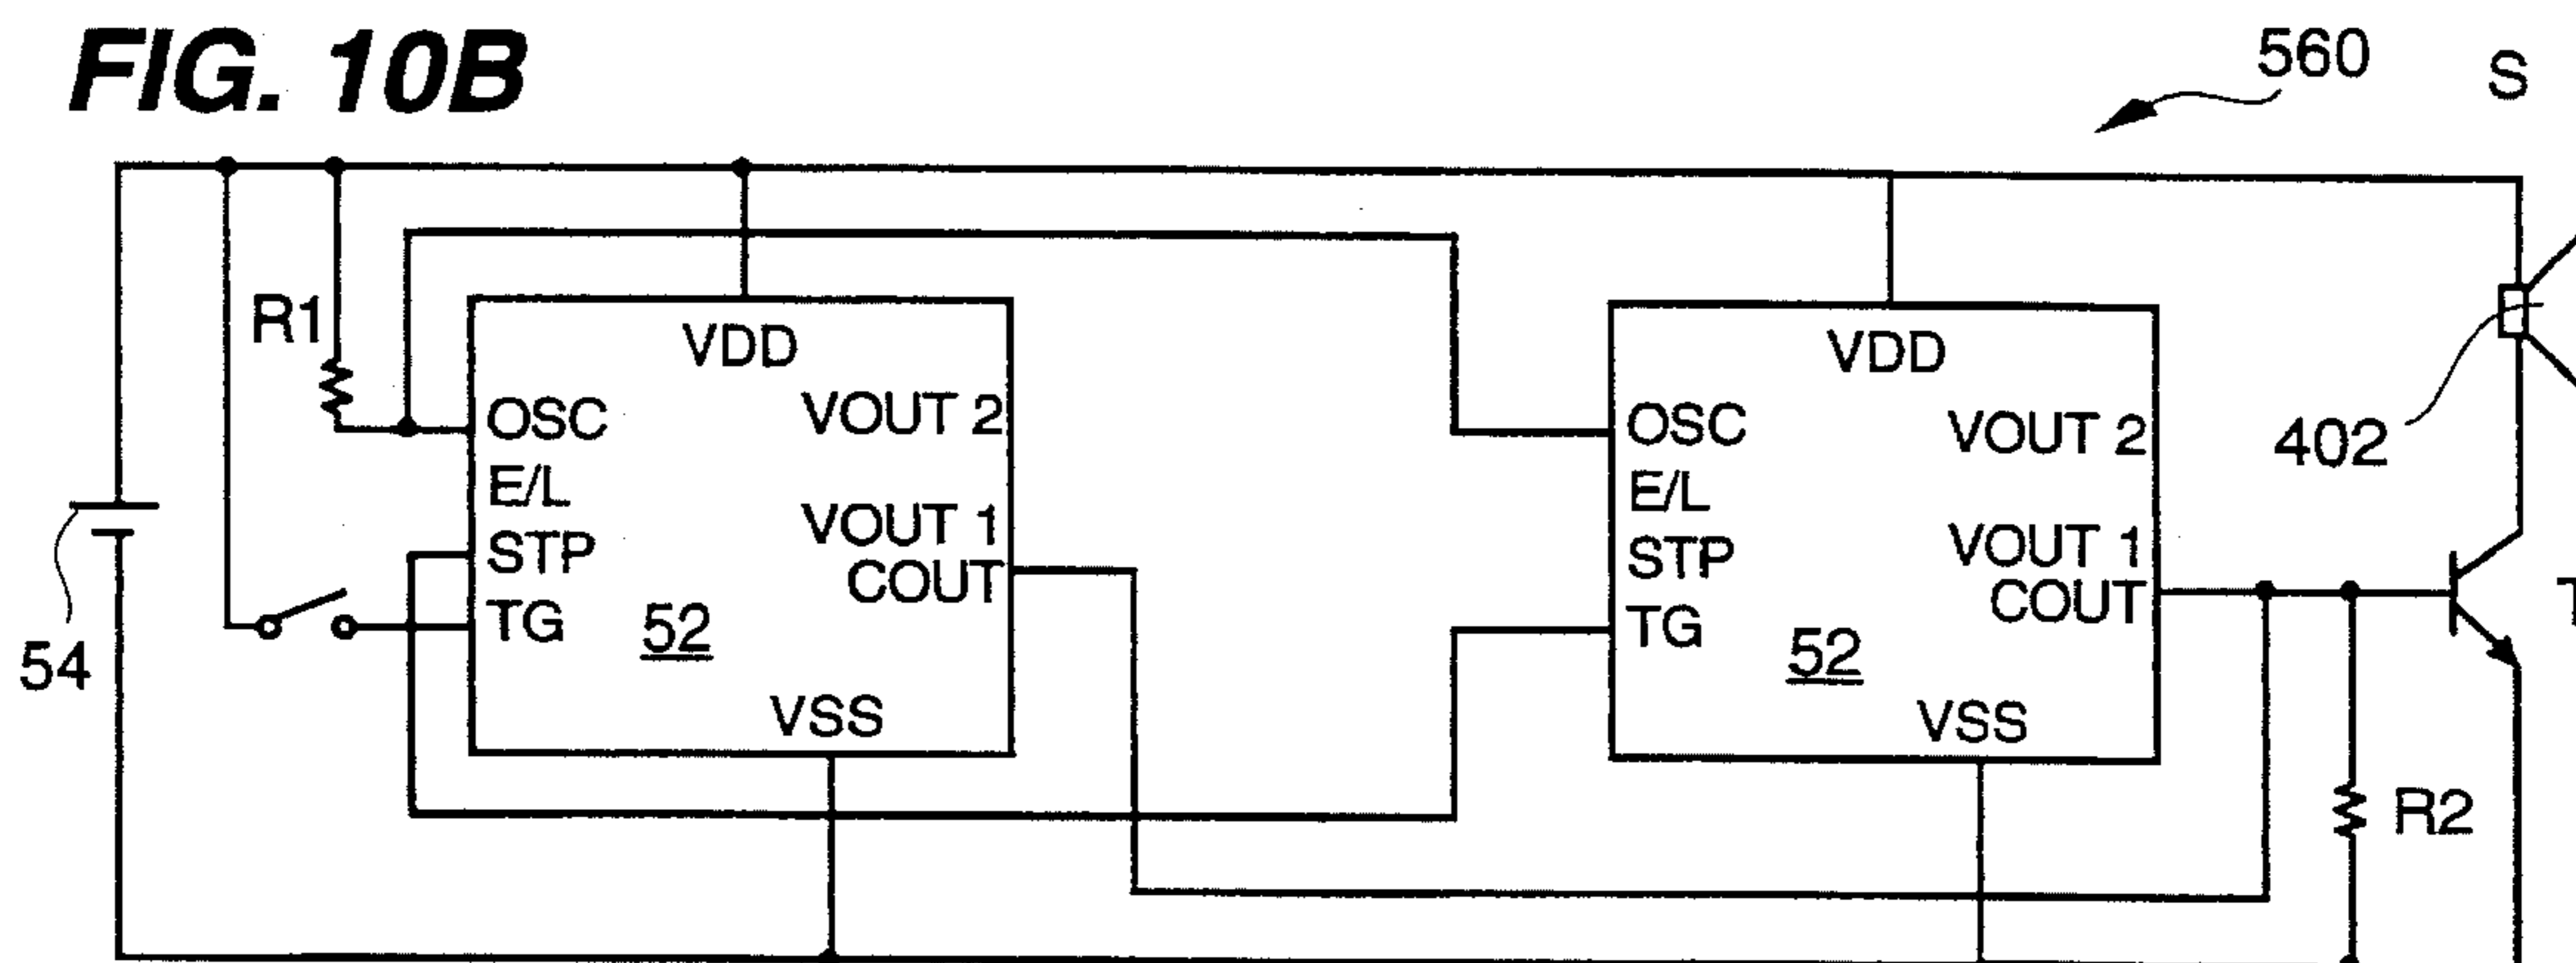 FIG. 10B
560
S
R1
VDD
OSC
E/L
STP
TG
VOUT 2
VOUT 1
COUT
52
VSS
54
VDD
OSC
E/L
STP
TG
VOUT 2
VOUT 1
COUT
52
VSS
402
R2